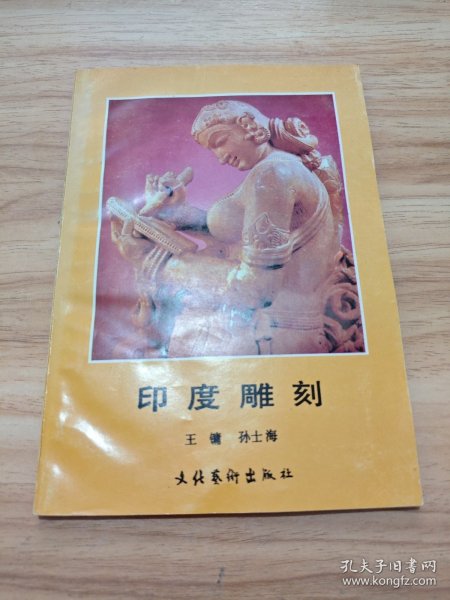 印度雕刻
王镛 孙士海
文化艺术出版社
孔夫子旧书网
www.kongfz.com